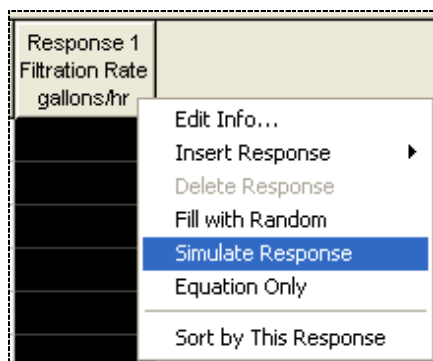 Response 1
Filtration Rate
gallons/hr
Edit Info...
Insert Response
Delete Response
Fill with Random
Simulate Response
Equation Only
Sort by This Response